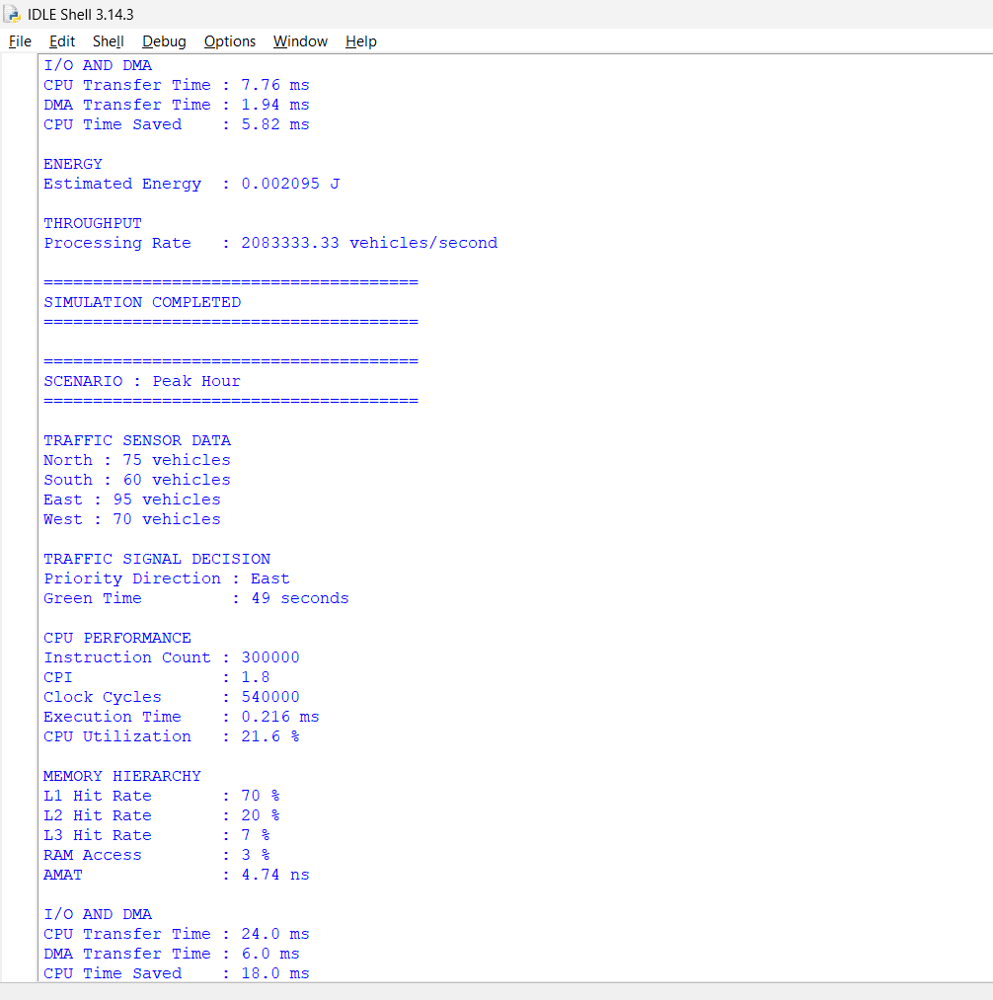 IDLE Shell 3.14.3
File Edit Shell Debug Options Window Help
I/O AND DMA
CPU Transfer Time : 7.76 ms
DMA Transfer Time : 1.94 ms
CPU Time Saved    : 5.82 ms
ENERGY
Estimated Energy  : 0.002095 J
THROUGHPUT
Processing Rate   : 2083333.33 vehicles/second
======================================
SIMULATION COMPLETED
======================================
======================================
SCENARIO : Peak Hour
======================================
TRAFFIC SENSOR DATA
North : 75 vehicles
South : 60 vehicles
East : 95 vehicles
West : 70 vehicles
TRAFFIC SIGNAL DECISION
Priority Direction : East
Green Time         : 49 seconds
CPU PERFORMANCE
Instruction Count : 300000
CPI               : 1.8
Clock Cycles      : 540000
Execution Time    : 0.216 ms
CPU Utilization   : 21.6 %
MEMORY HIERARCHY
L1 Hit Rate       : 70 %
L2 Hit Rate       : 20 %
L3 Hit Rate       : 7 %
RAM Access        : 3 %
AMAT              : 4.74 ns
I/O AND DMA
CPU Transfer Time : 24.0 ms
DMA Transfer Time : 6.0 ms
CPU Time Saved    : 18.0 ms